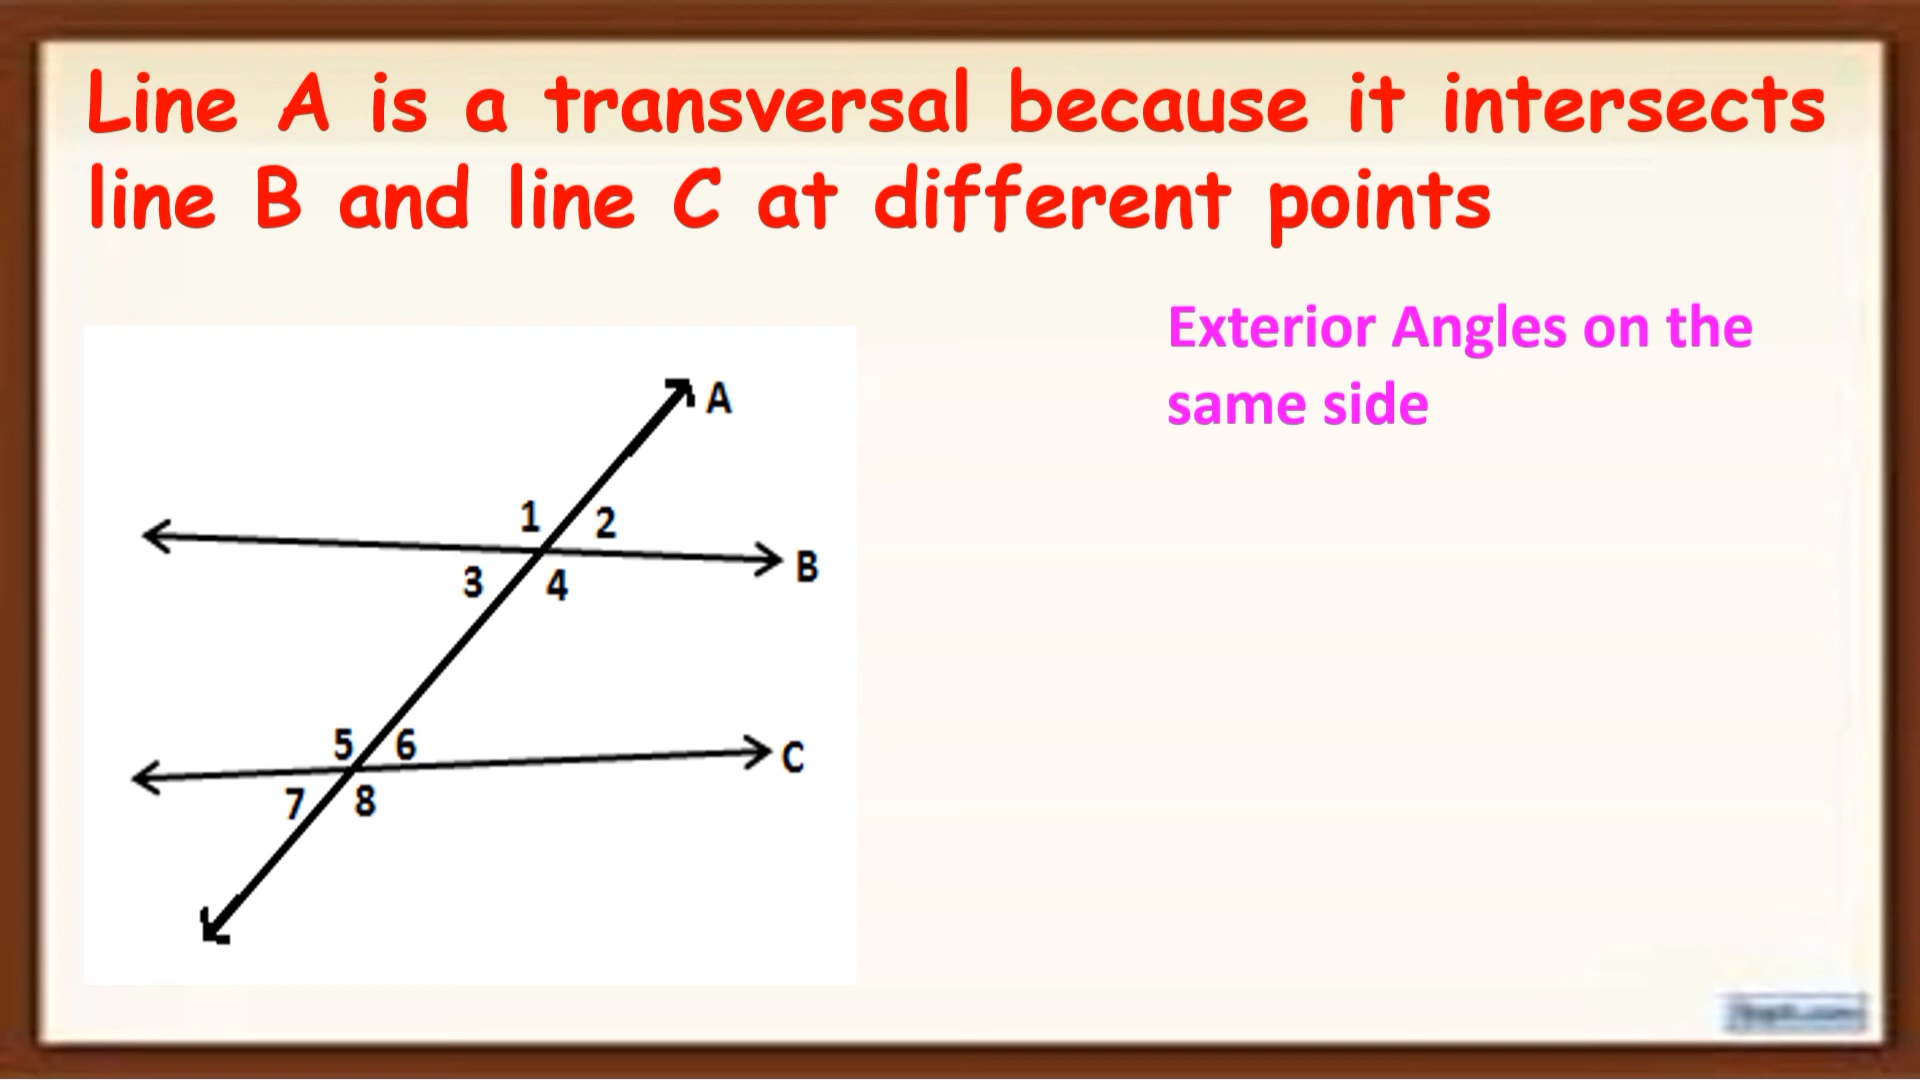 Line A is a transversal because it intersects
line B and line C at different points
Exterior Angles on the
same side
A
1 2
B
3 4
5 6
C
7 8